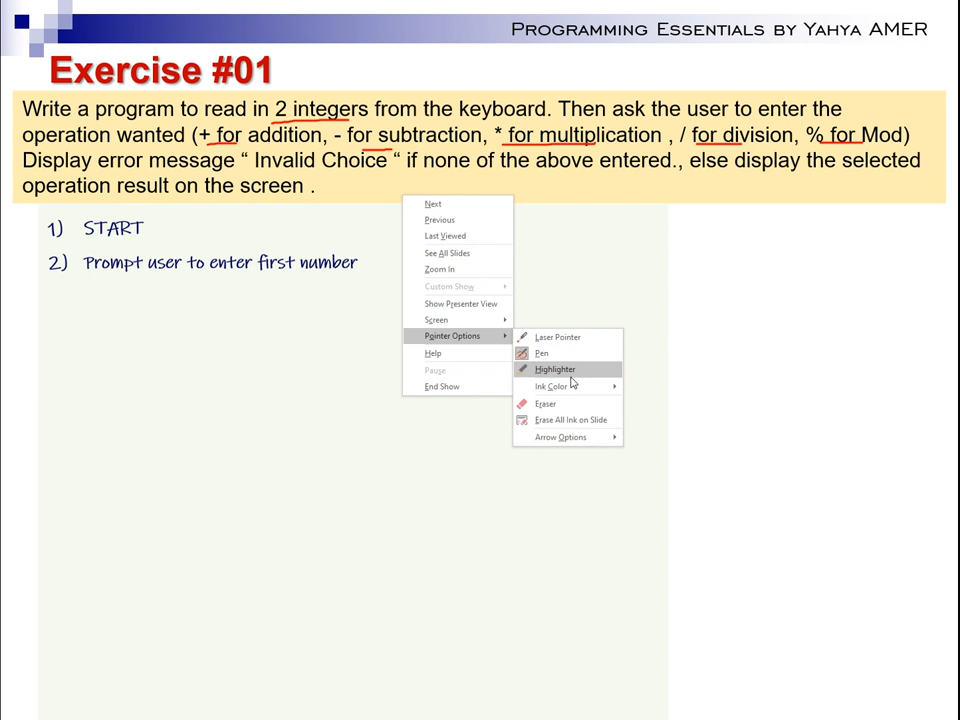 PROGRAMMING ESSENTIALS BY YAHYA AMER
Exercise #01
Write a program to read in 2 integers from the keyboard. Then ask the user to enter the
operation wanted (+ for addition, - for subtraction, * for multiplication , / for division, % for Mod)
Display error message “ Invalid Choice “ if none of the above entered., else display the selected
operation result on the screen .
1) START
2) Prompt user to enter first number
Next
Previous
Last Viewed
See All Slides
Zoom In
Custom Show
Show Presenter View
Screen
Pointer Options
Help
Pause
End Show
Laser Pointer
Pen
Highlighter
Ink Color
Eraser
Erase All Ink on Slide
Arrow Options